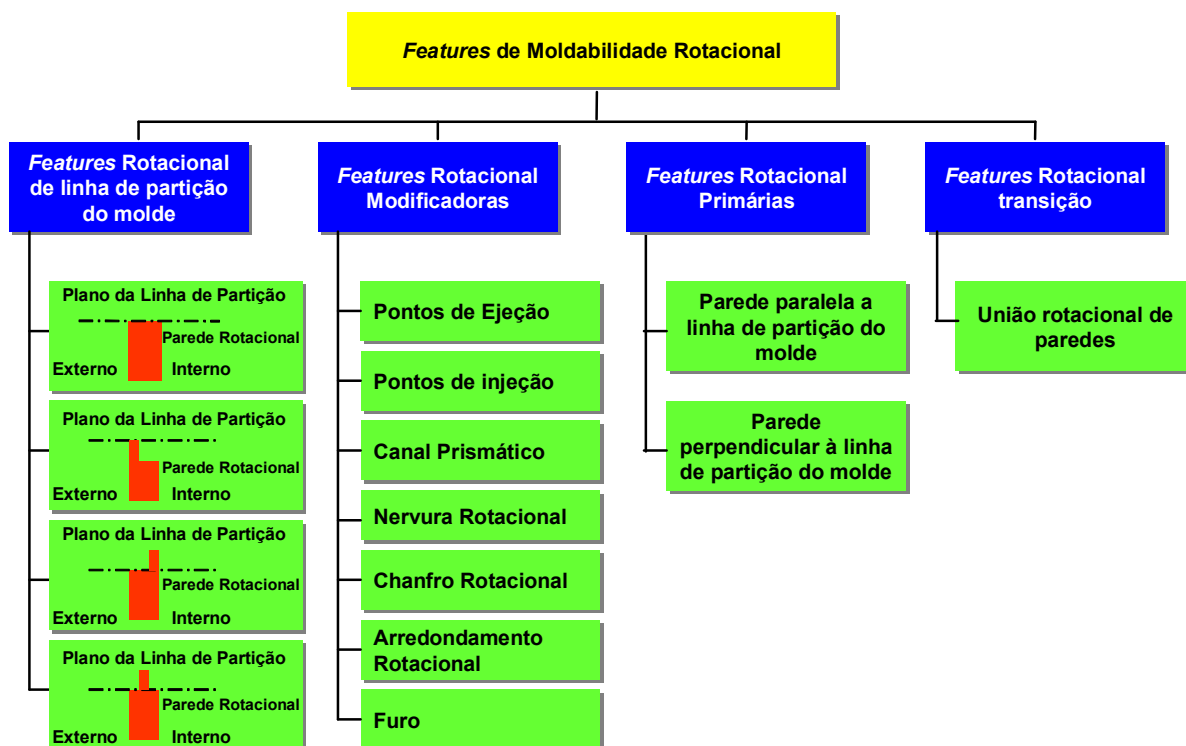 Features de Moldabilidade Rotacional
Features Rotacional
de linha de partição
do molde
Plano da Linha de Partição
Parede Rotacional
Externo Interno
Plano da Linha de Partição
Parede Rotacional
Externo Interno
Plano da Linha de Partição
Parede Rotacional
Externo Interno
Plano da Linha de Partição
Parede Rotacional
Externo Interno
Features Rotacional
Modificadoras
Pontos de Ejeção
Pontos de injeção
Canal Prismático
Nervura Rotacional
Chanfro Rotacional
Arredondamento
Rotacional
Furo
Features Rotacional
Primárias
Parede paralela a
linha de partição do
molde
Parede
perpendicular à linha
de partição do molde
Features Rotacional
transição
União rotacional de
paredes